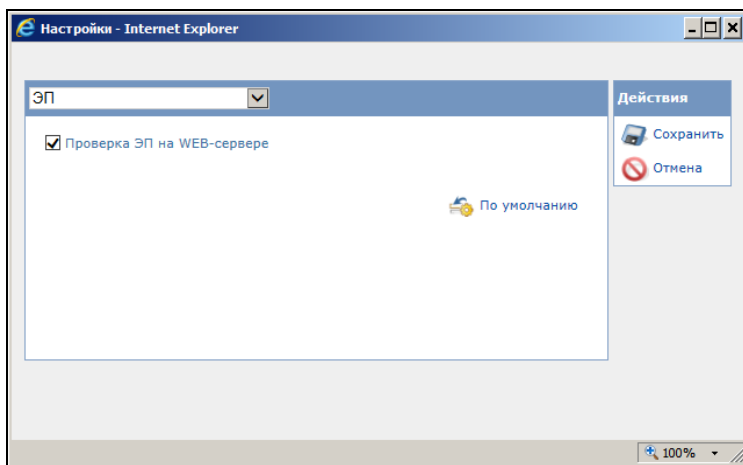 Настройки - Internet Explorer
ЭП
Действия
Проверка ЭП на WEB-сервере
Сохранить
Отмена
По умолчанию
100%